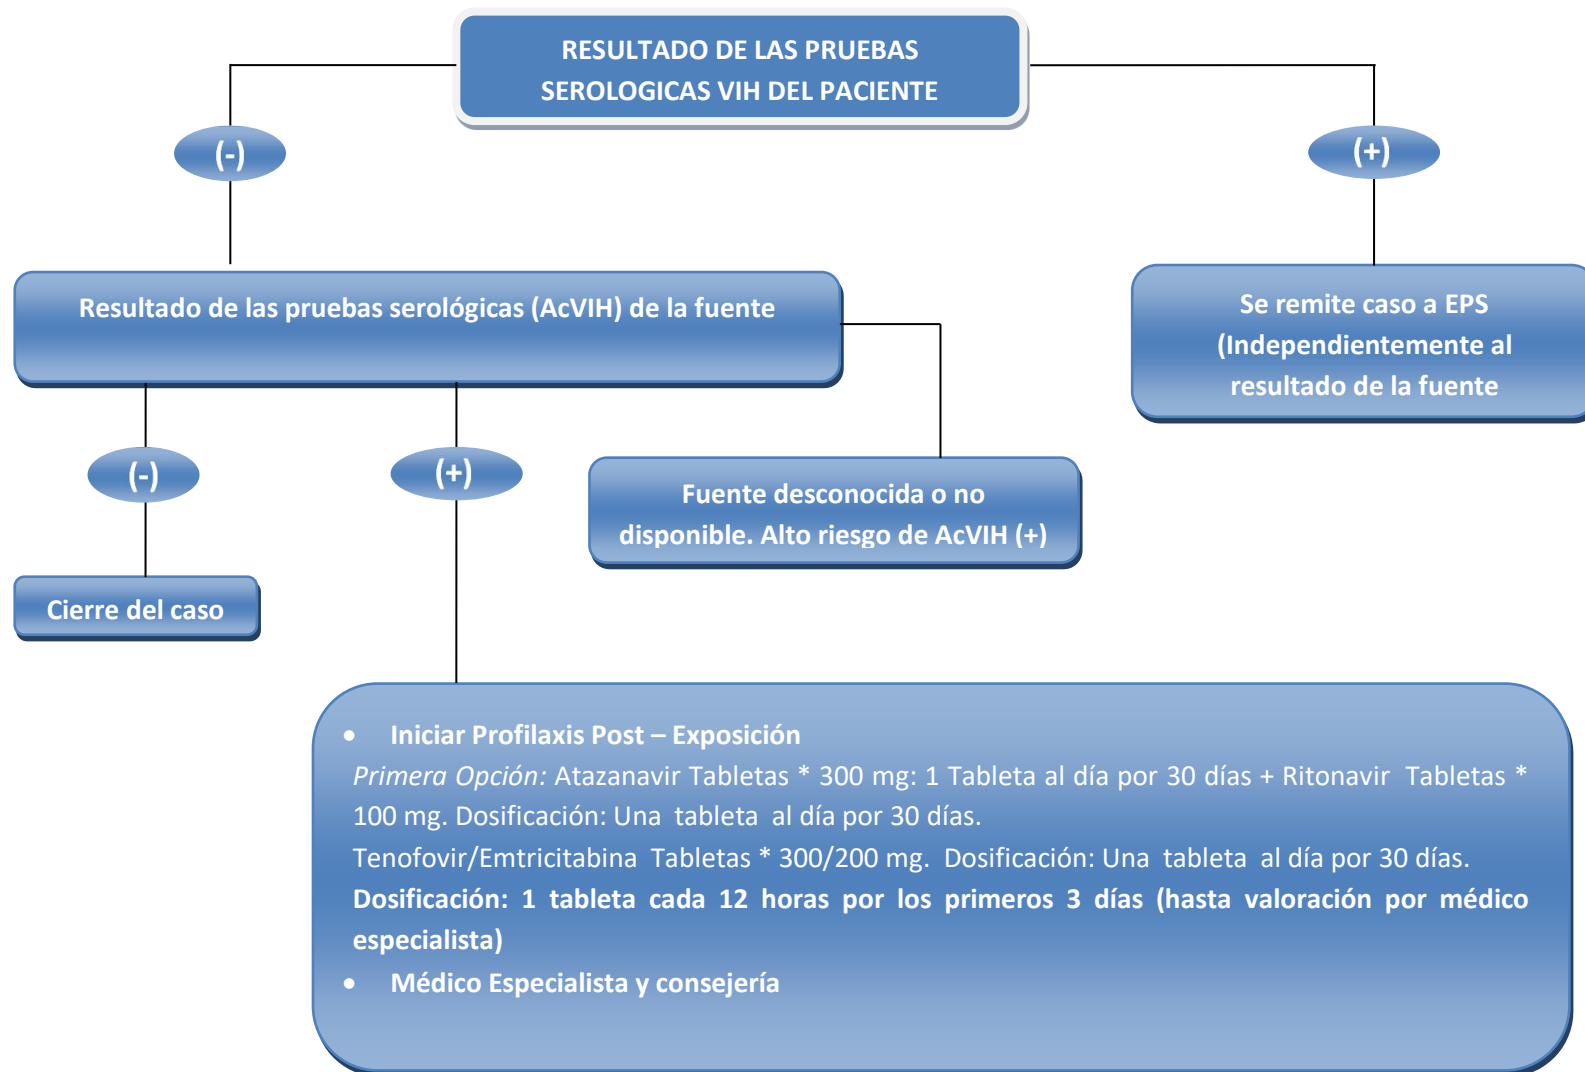 RESULTADO DE LAS PRUEBAS
SEROLOGICAS VIH DEL PACIENTE
(-)
(+)
Resultado de las pruebas serológicas (AcVIH) de la fuente
Se remite caso a EPS
(Independientemente al
resultado de la fuente
(-)
(+)
Fuente desconocida o no
disponible. Alto riesgo de AcVIH (+)
Cierre del caso
• Iniciar Profilaxis Post – Exposición
Primera Opción: Atazanavir Tabletas * 300 mg: 1 Tableta al día por 30 días + Ritonavir Tabletas *
100 mg. Dosificación: Una tableta al día por 30 días.
Tenofovir/Emtricitabina Tabletas * 300/200 mg. Dosificación: Una tableta al día por 30 días.
Dosificación: 1 tableta cada 12 horas por los primeros 3 días (hasta valoración por médico
especialista)
• Médico Especialista y consejería